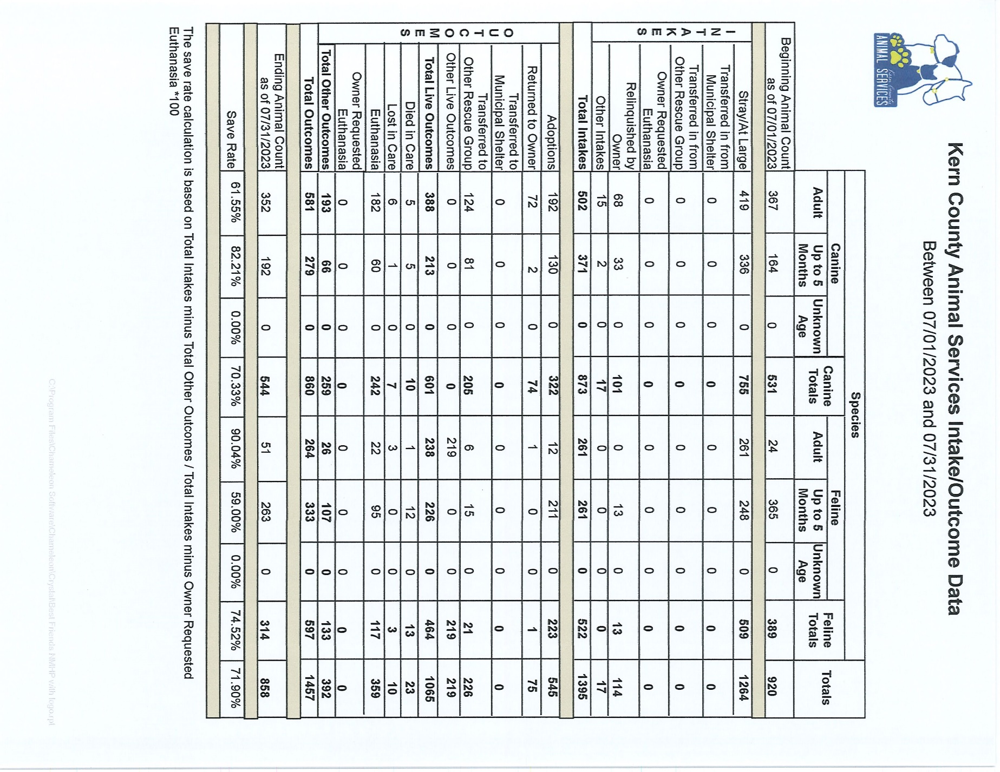 Kern County
ANIMAL SERVICES
Kern County Animal Services Intake/Outcome Data
Between 07/01/2023 and 07/31/2023
Species
Canine Canine Totals Feline Feline Totals Totals
Adult Up to 5 Months Unknown Age Adult Up to 5 Months Unknown Age
Beginning Animal Count as of 07/01/2023 367 164 0 531 24 365 0 389 920
INTAKES
Stray/At Large 419 336 0 755 261 248 0 509 1264
Transferred in from Municipal Shelter 0 0 0 0 0 0 0 0 0
Transferred in from Other Rescue Group 0 0 0 0 0 0 0 0 0
Owner Requested Euthanasia 0 0 0 0 0 0 0 0 0
Relinquished by Owner 68 33 0 101 0 13 0 13 114
Other Intakes 15 2 0 17 0 0 0 0 17
Total Intakes 502 371 0 873 261 261 0 522 1395
OUTCOMES
Adoptions 192 130 0 322 12 211 0 223 545
Returned to Owner 72 2 0 74 1 0 0 1 75
Transferred to Municipal Shelter 0 0 0 0 0 0 0 0 0
Transferred to Other Rescue Group 124 81 0 205 6 15 0 21 226
Other Live Outcomes 0 0 0 0 219 0 0 219 219
Total Live Outcomes 388 213 0 601 238 226 0 464 1065
Died in Care 5 5 0 10 1 12 0 13 23
Lost in Care 6 1 0 7 3 0 0 3 10
Euthanasia 182 60 0 242 22 95 0 117 359
Owner Requested Euthanasia 0 0 0 0 0 0 0 0 0
Total Other Outcomes 193 66 0 259 26 107 0 133 392
Total Outcomes 581 279 0 860 264 333 0 597 1457
Ending Animal Count as of 07/31/2023 352 192 0 544 51 263 0 314 858
Save Rate 61.55% 82.21% 0.00% 70.33% 90.04% 59.00% 0.00% 74.52% 71.90%
The save rate calculation is based on Total Intakes minus Total Other Outcomes / Total Intakes minus Owner Requested
Euthanasia *100
C:\Program Files\Chameleon Software\Chameleon\Crystal\Best Friends NMHP with logo.rpt